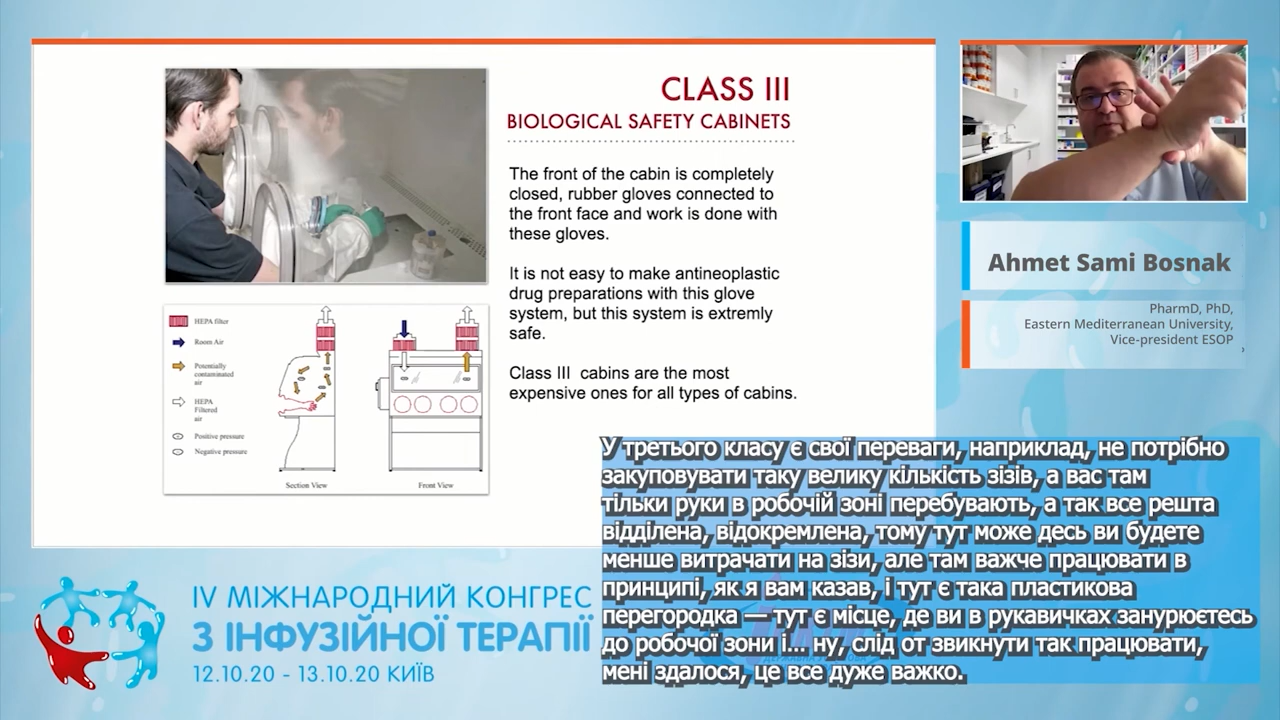 CLASS III
BIOLOGICAL SAFETY CABINETS
The front of the cabin is completely
closed, rubber gloves connected to
the front face and work is done with
these gloves.
It is not easy to make antineoplastic
drug preparations with this glove
system, but this system is extremly
safe.
Class III cabins are the most
expensive ones for all types of cabins.
HEPA filter
Room Air
Potentially
contaminated
air
HEPA
Filtered
air
Positive pressure
Negative pressure
Section View
Front View
Ahmet Sami Bosnak
PharmD, PhD,
Eastern Mediterranean University,
Vice-president ESOP
У третього класу є свої переваги, наприклад, не потрібно
закуповувати таку велику кількість зізів, а вас там
тільки руки в робочій зоні перебувають, а так все решта
відділена, відокремлена, тому тут може десь ви будете
менше витрачати на зізи, але там важче працювати в
принципі, як я вам казав, і тут є така пластикова
перегородка — тут є місце, де ви в рукавичках занурюєтесь
до робочої зони і... ну, слід от звикнути так працювати,
мені здалося, це все дуже важко.
IV МІЖНАРОДНИЙ КОНГРЕС
З ІНФУЗІЙНОЇ ТЕРАПІЇ
12.10.20 - 13.10.20 КИЇВ